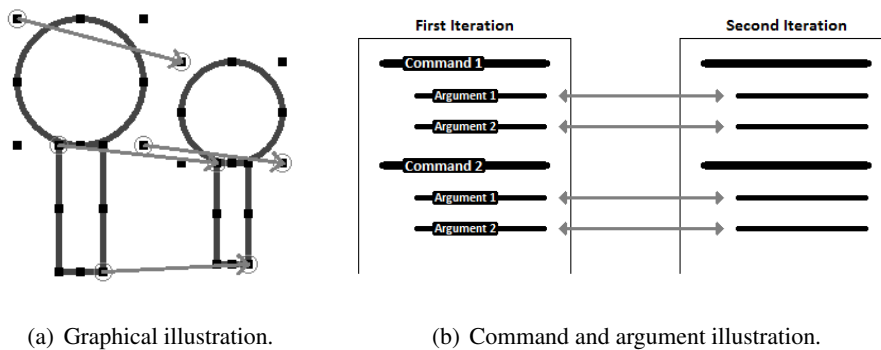 First Iteration
Second Iteration
Command 1
Argument 1
Argument 2
Command 2
Argument 1
Argument 2
(a) Graphical illustration.
(b) Command and argument illustration.